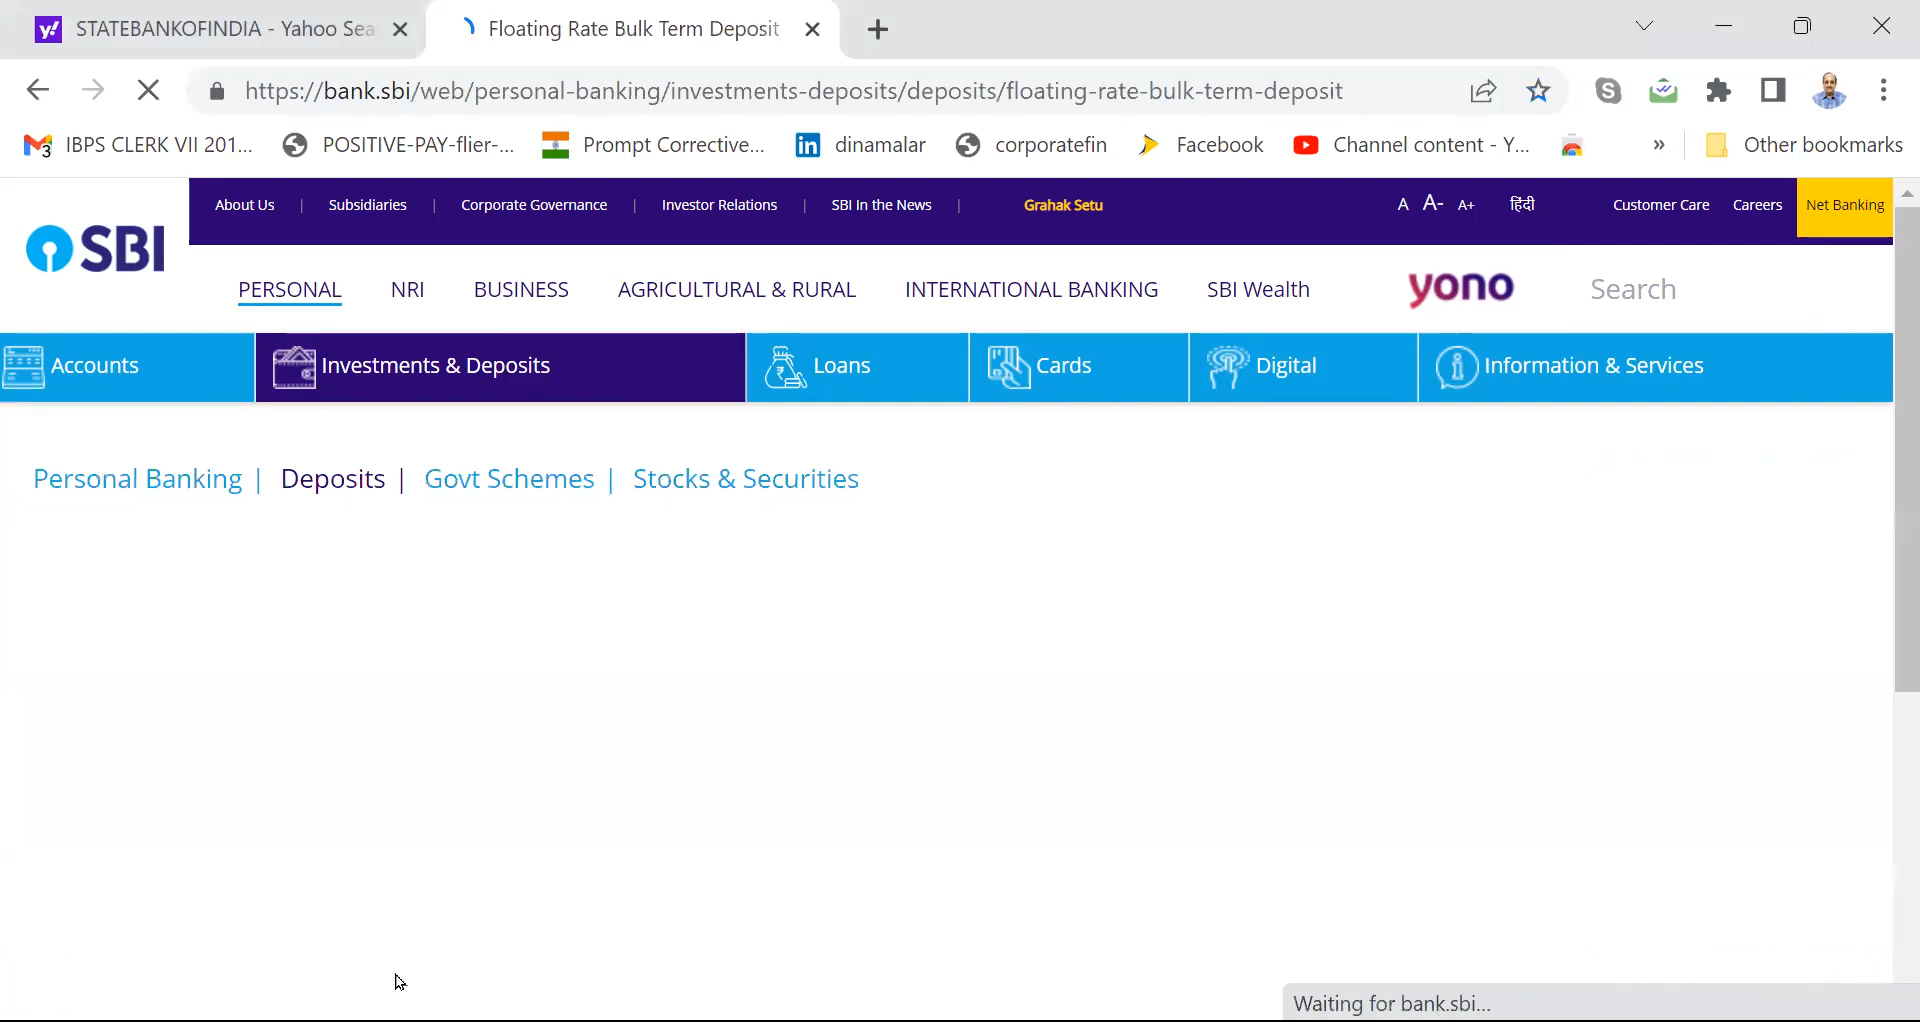 STATEBANKOFINDIA - Yahoo Sea
Floating Rate Bulk Term Deposit
https://bank.sbi/web/personal-banking/investments-deposits/deposits/floating-rate-bulk-term-deposit
IBPS CLERK VII 201... POSITIVE-PAY-flier-... Prompt Corrective... dinamalar corporatefin Facebook Channel content - Y... » Other bookmarks
About Us | Subsidiaries | Corporate Governance | Investor Relations | SBI In the News | Grahak Setu A A- A+ हिंदी Customer Care Careers Net Banking
SBI
PERSONAL NRI BUSINESS AGRICULTURAL & RURAL INTERNATIONAL BANKING SBI Wealth yono Search
Accounts Investments & Deposits Loans Cards Digital Information & Services
Personal Banking | Deposits | Govt Schemes | Stocks & Securities
Waiting for bank.sbi...